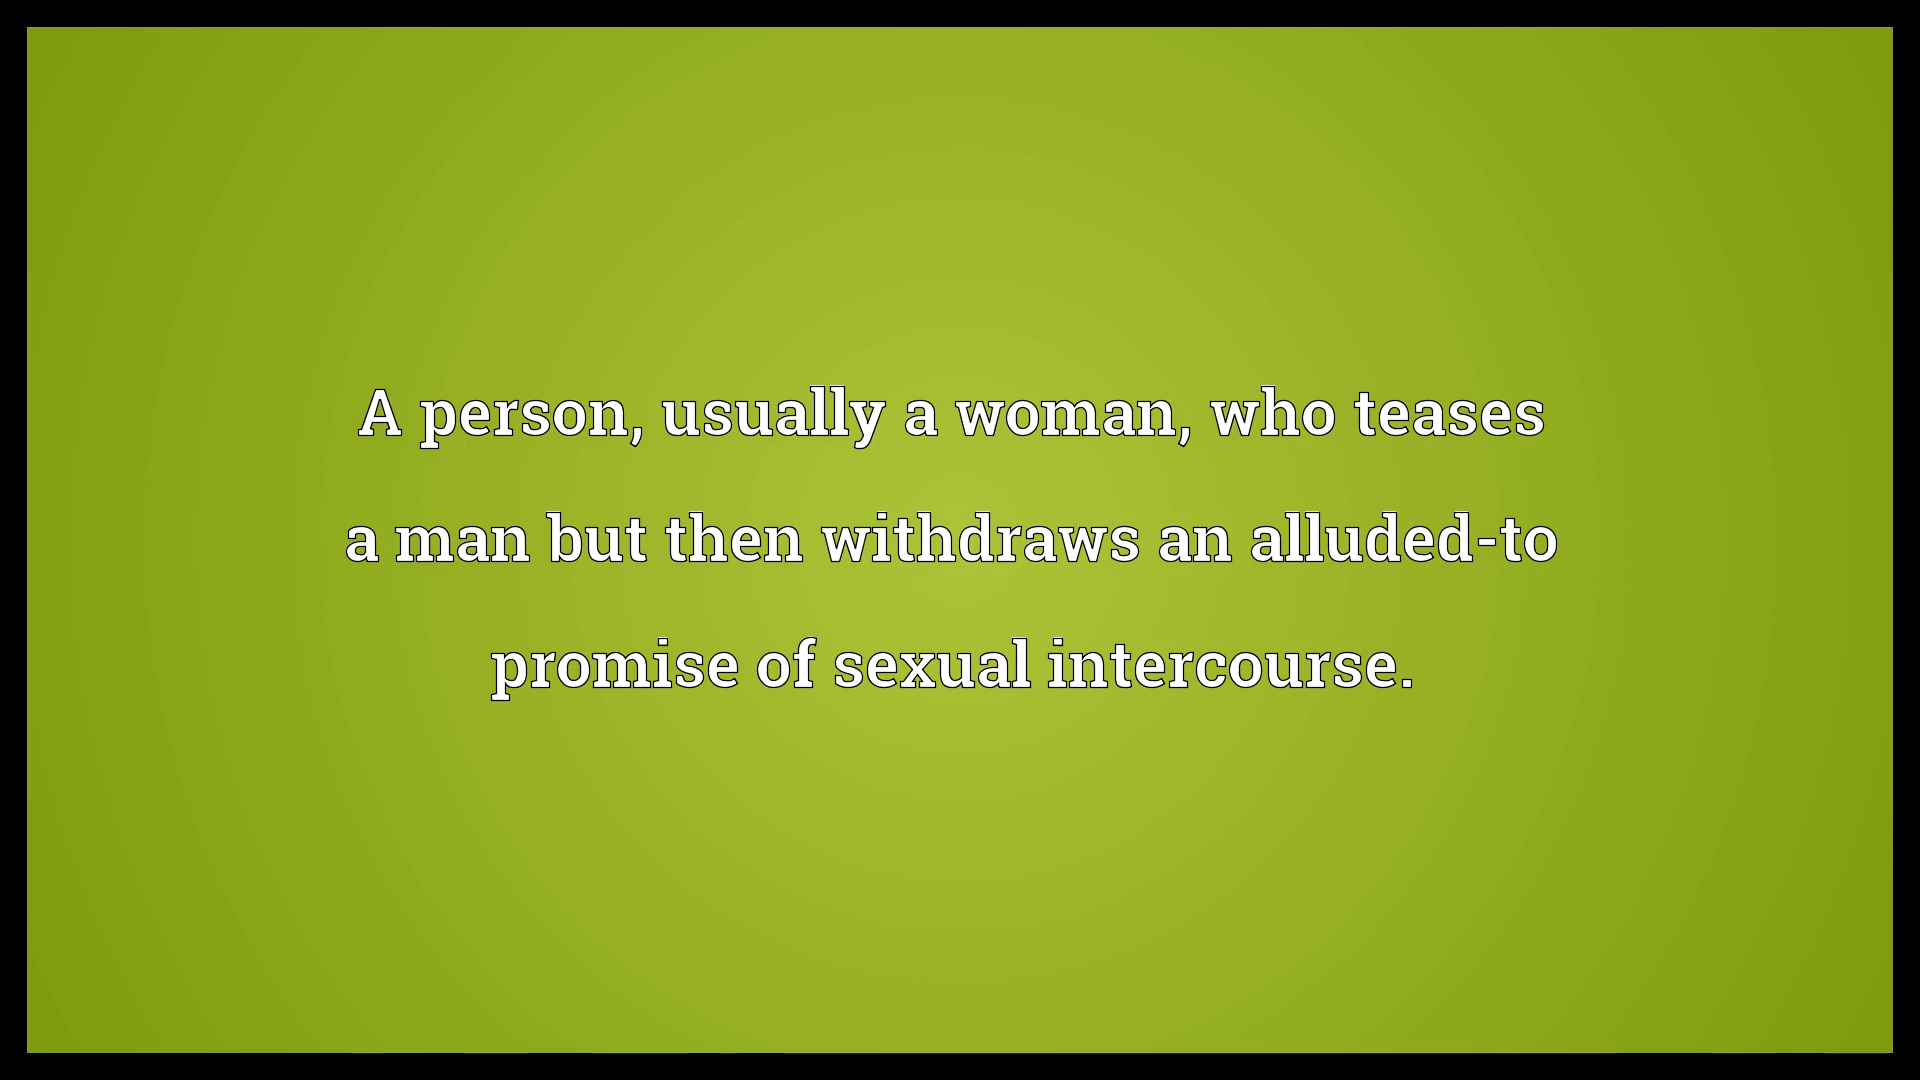 A person, usually a woman, who teases
a man but then withdraws an alluded-to
promise of sexual intercourse.